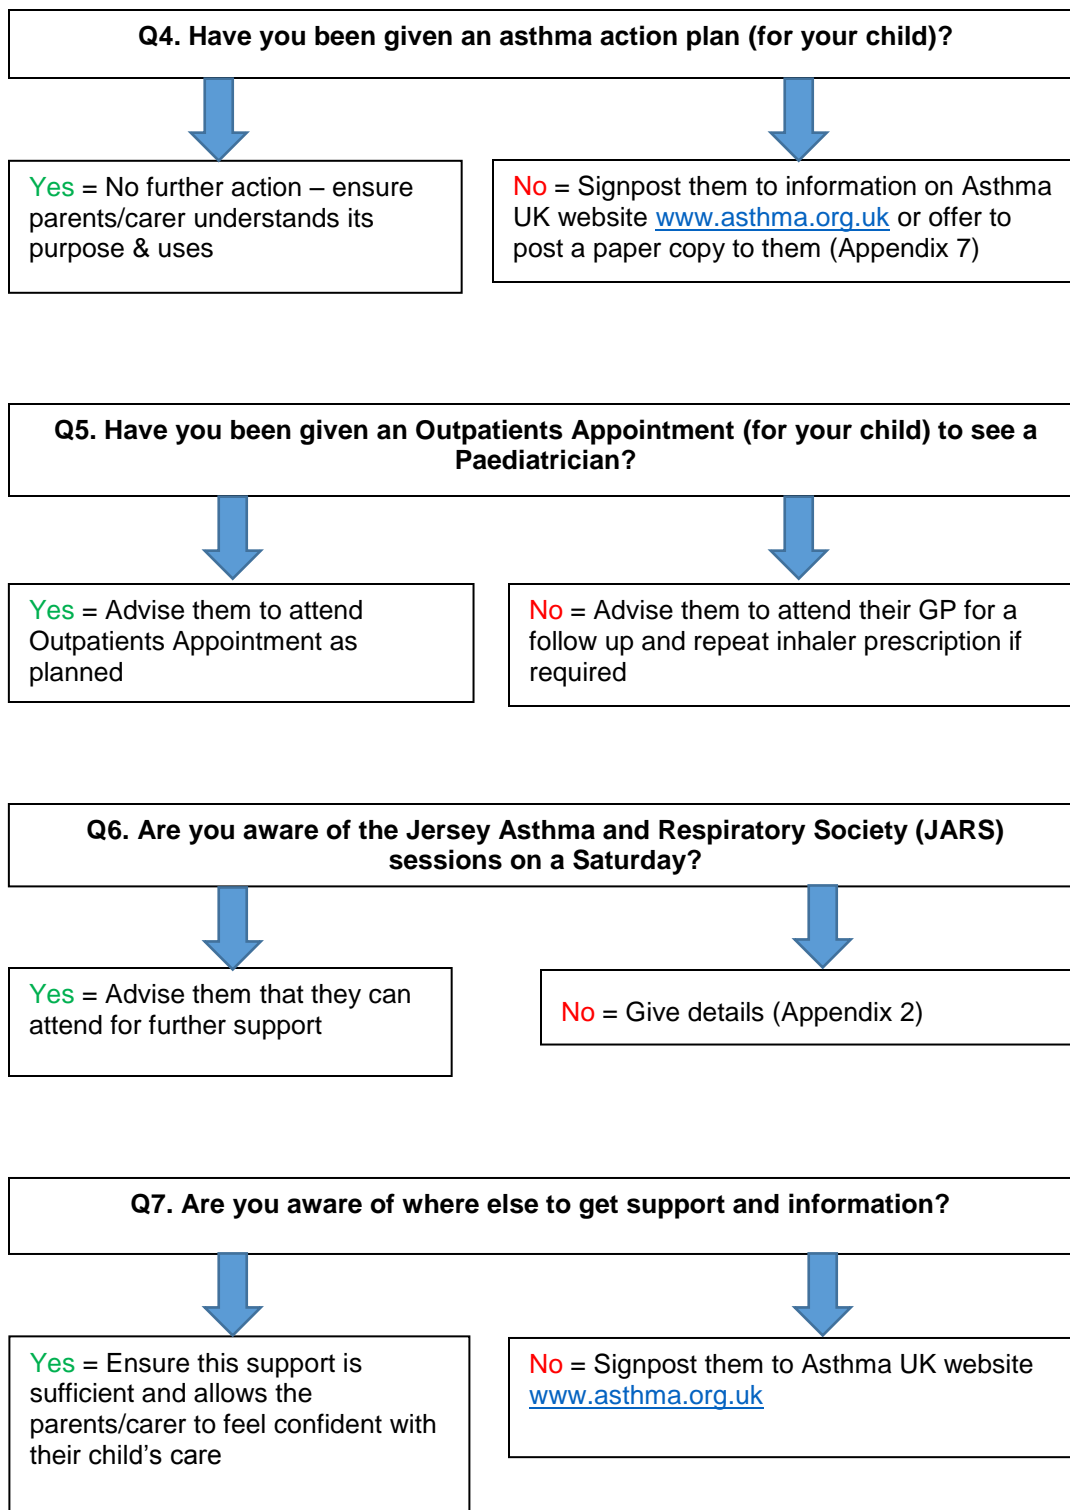 Q4. Have you been given an asthma action plan (for your child)?
Yes = No further action – ensure
parents/carer understands its
purpose & uses
No = Signpost them to information on Asthma
UK website www.asthma.org.uk or offer to
post a paper copy to them (Appendix 7)
Q5. Have you been given an Outpatients Appointment (for your child) to see a
Paediatrician?
Yes = Advise them to attend
Outpatients Appointment as
planned
No = Advise them to attend their GP for a
follow up and repeat inhaler prescription if
required
Q6. Are you aware of the Jersey Asthma and Respiratory Society (JARS)
sessions on a Saturday?
Yes = Advise them that they can
attend for further support
No = Give details (Appendix 2)
Q7. Are you aware of where else to get support and information?
Yes = Ensure this support is
sufficient and allows the
parents/carer to feel confident with
their child’s care
No = Signpost them to Asthma UK website
www.asthma.org.uk